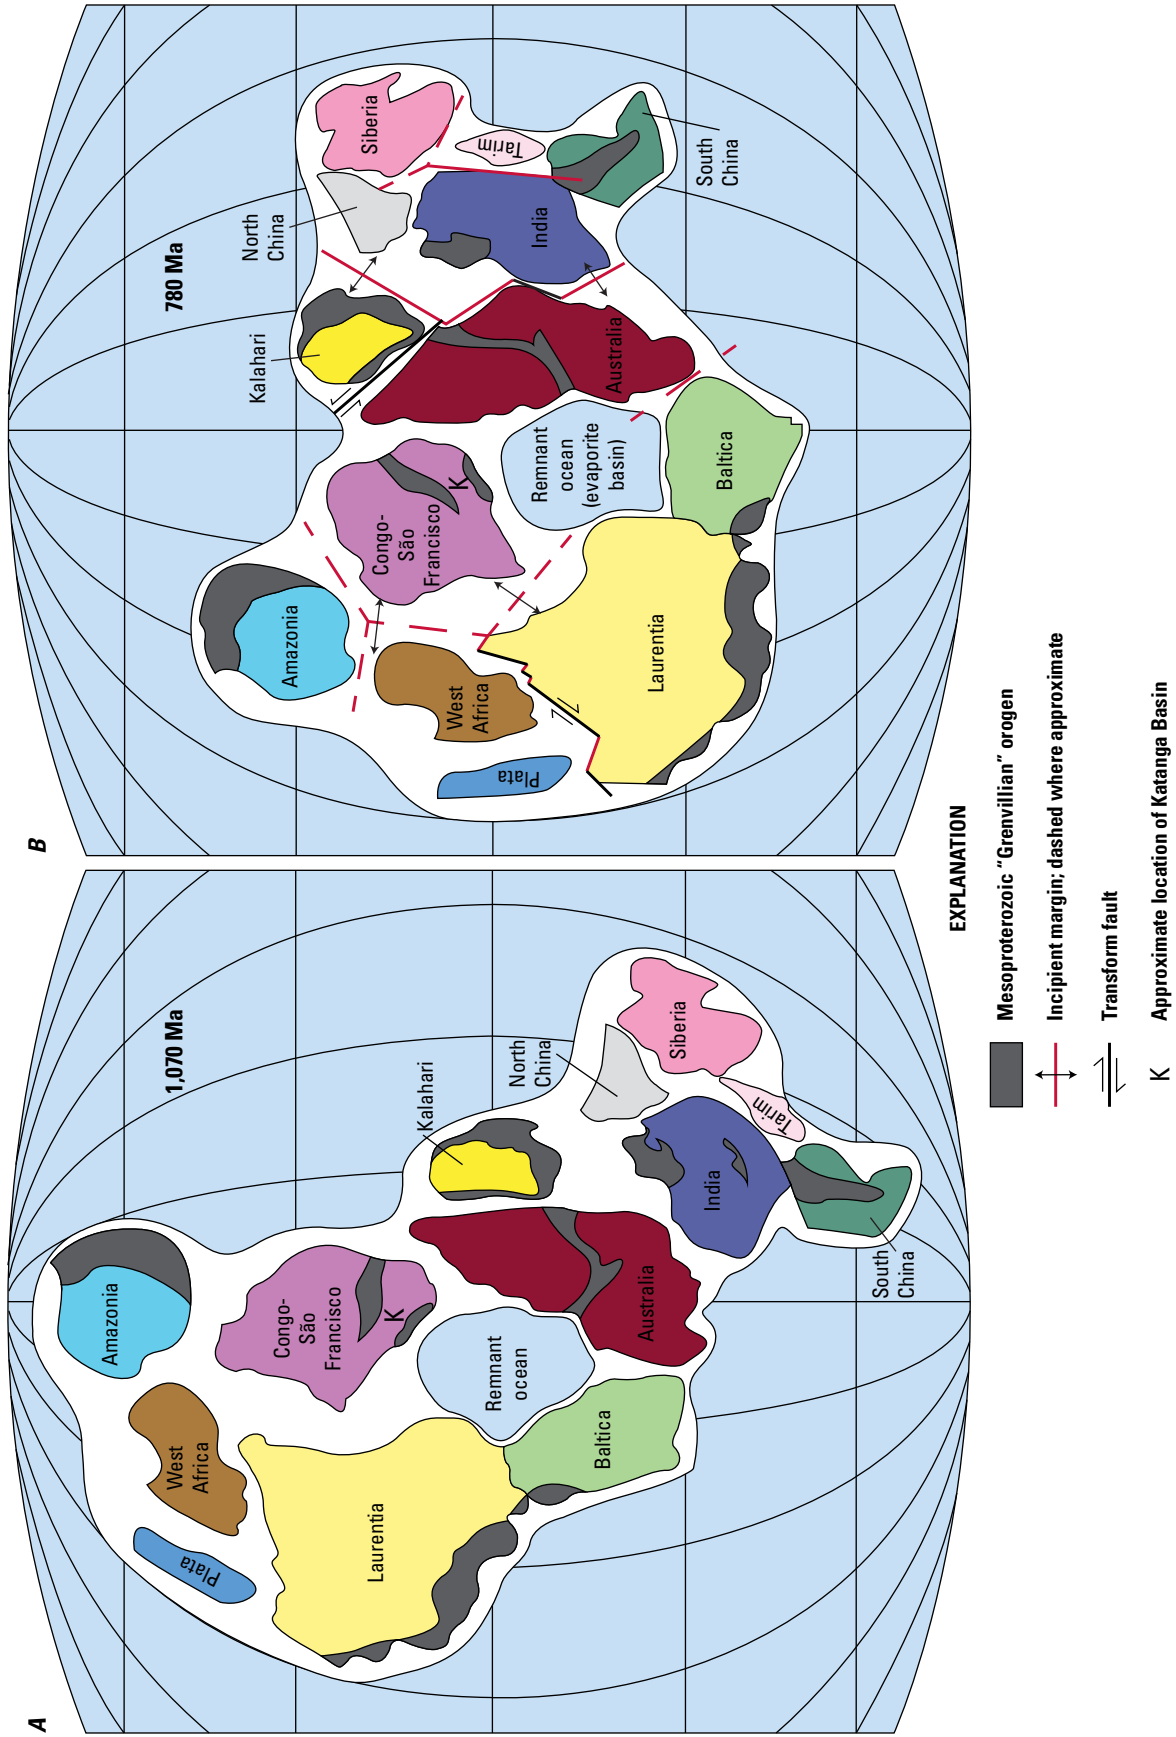 A
1,070 Ma
Amazonia
West
Africa
Plata
Congo-
São
Francisco
K
Kalahari
North
China
Siberia
Laurentia
Remnant
ocean
Baltica
Australia
India
Tarim
South
China
B
780 Ma
Amazonia
West
Africa
Plata
Congo-
São
Francisco
K
Kalahari
North
China
Siberia
Laurentia
Remnant
ocean
(evaporite
basin)
Baltica
Australia
India
Tarim
South
China
EXPLANATION
Mesoproterozoic “Grenvillian” orogen
Incipient margin; dashed where approximate
Transform fault
K Approximate location of Katanga Basin